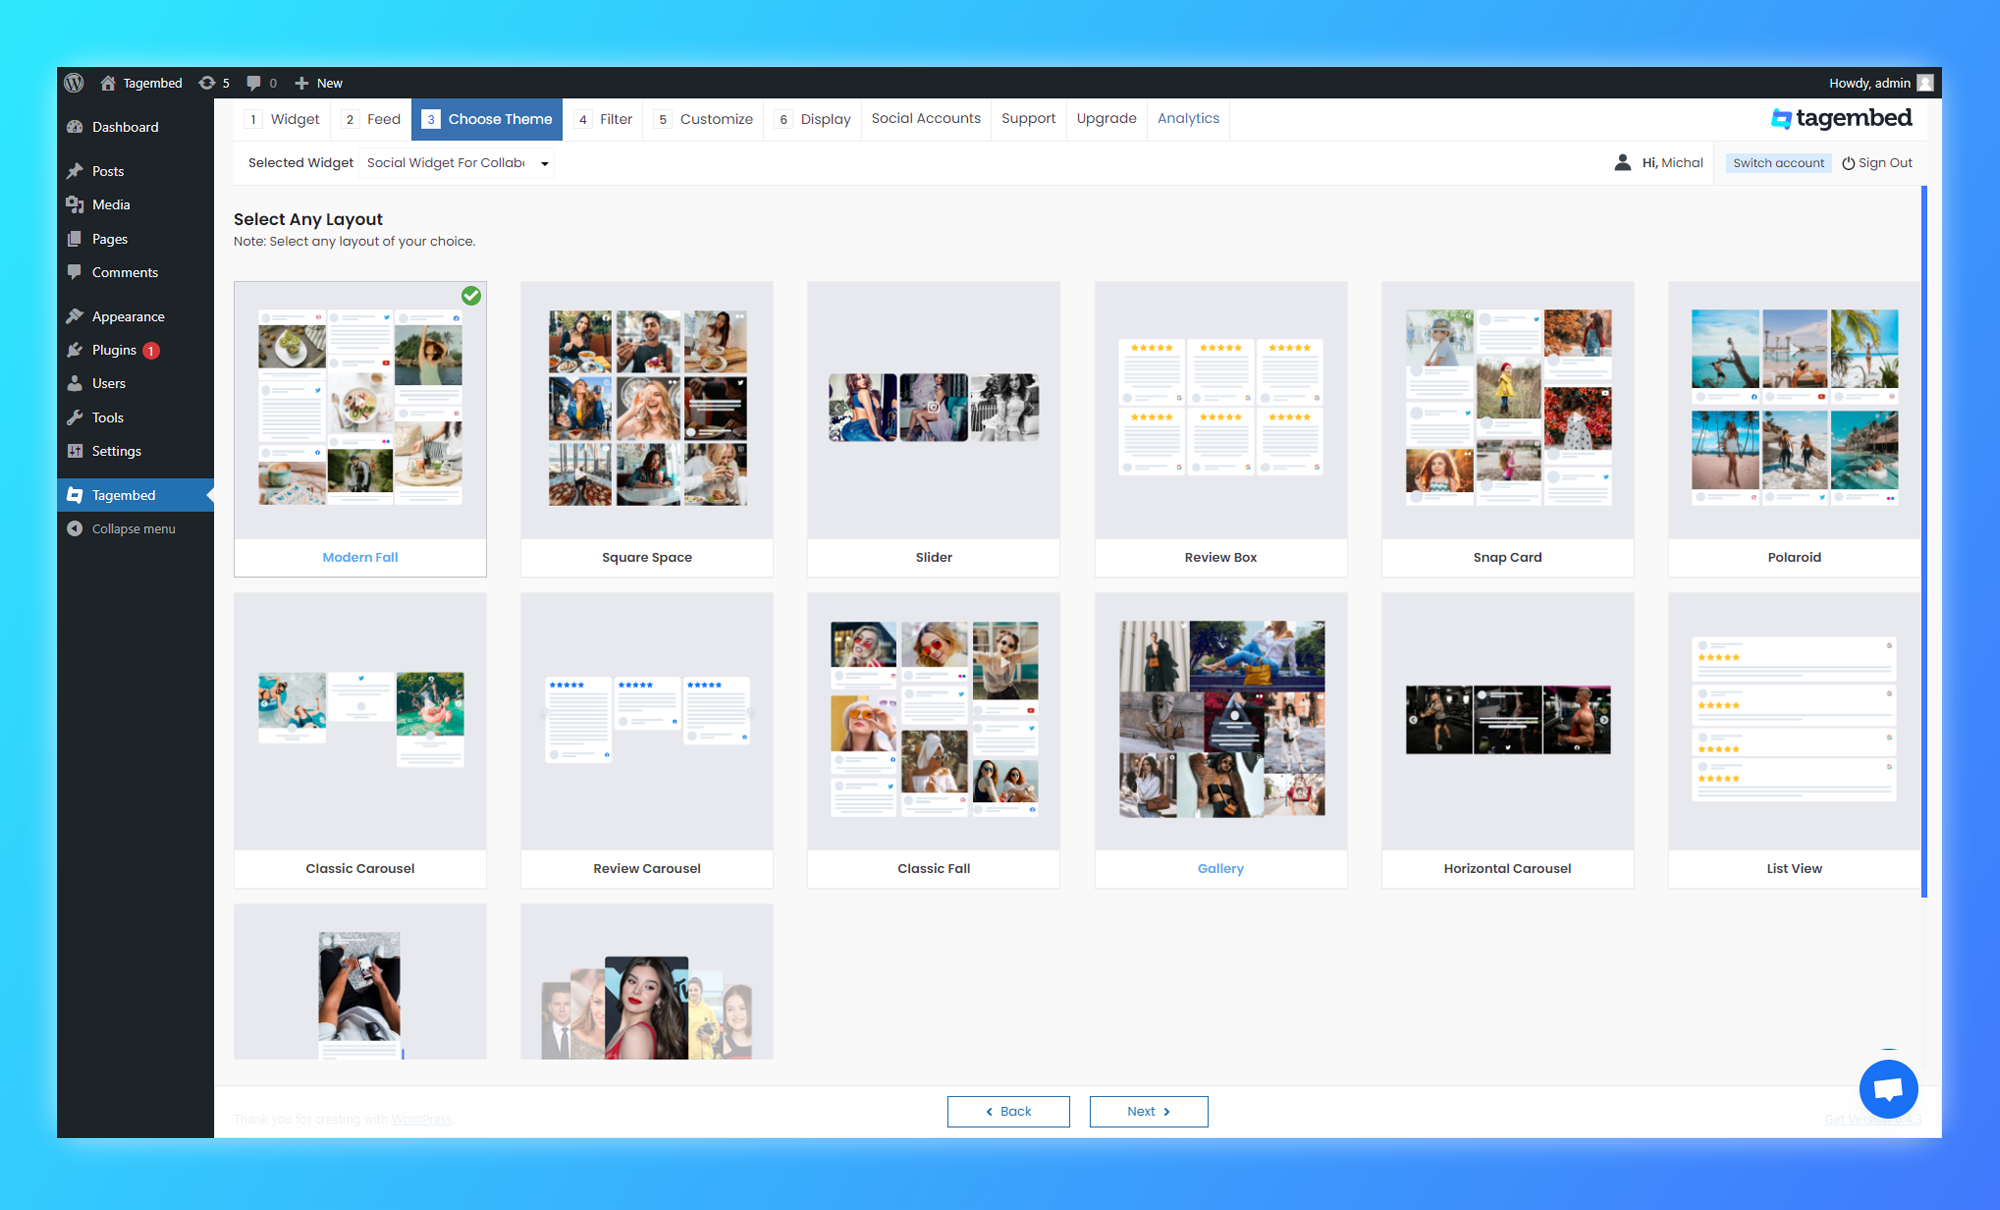 Tagembed 5 0 New Howdy, admin
Dashboard
Posts
Media
Pages
Comments
Appearance
Plugins 1
Users
Tools
Settings
Tagembed
Collapse menu
1 Widget 2 Feed 3 Choose Theme 4 Filter 5 Customize 6 Display Social Accounts Support Upgrade Analytics
tagembed
Selected Widget Social Widget For Collab
Hi, Michal Switch account Sign Out
Select Any Layout
Note: Select any layout of your choice.
Modern Fall
Square Space
Slider
Review Box
Snap Card
Polaroid
Classic Carousel
Review Carousel
Classic Fall
Gallery
Horizontal Carousel
List View
Back Next
Thank you for creating with WordPress.
Get Version